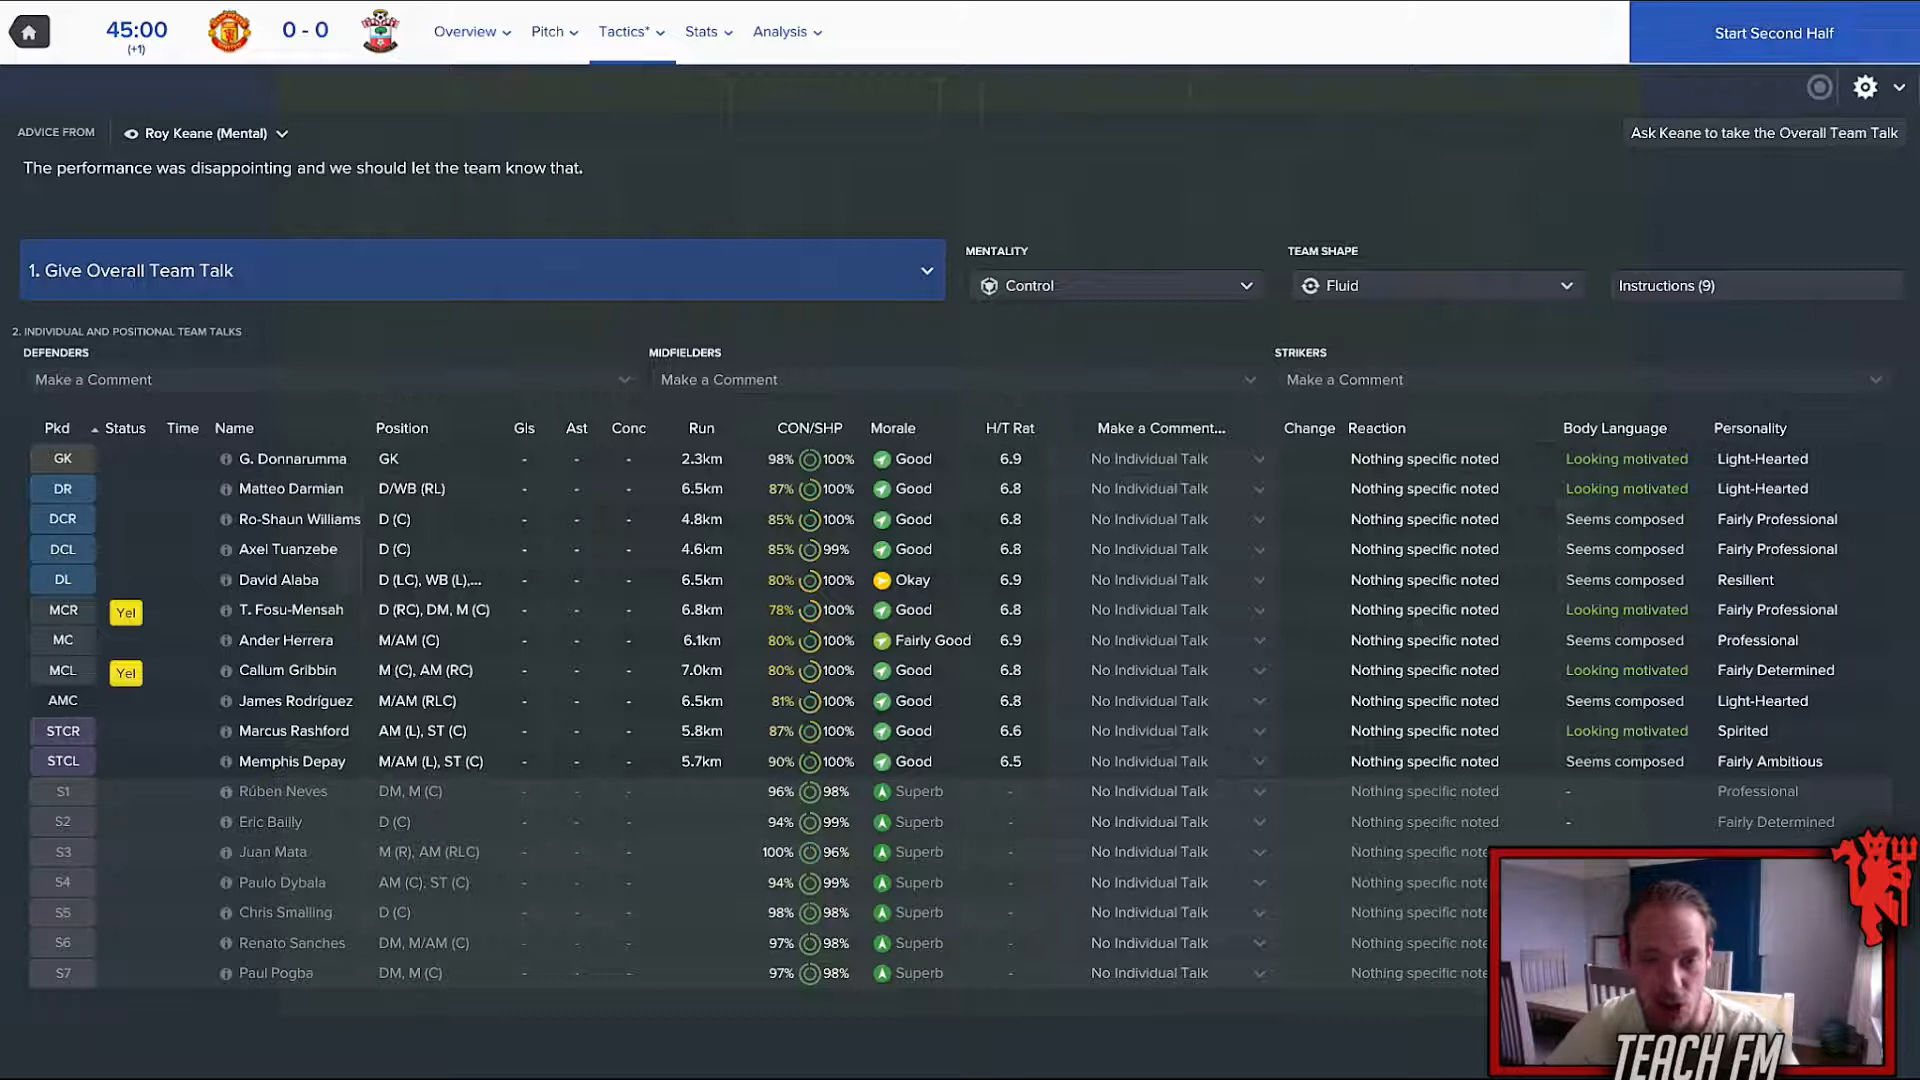 45:00
(+1)
0 - 0
Overview
Pitch
Tactics*
Stats
Analysis
Start Second Half
ADVICE FROM
Roy Keane (Mental)
Ask Keane to take the Overall Team Talk
The performance was disappointing and we should let the team know that.
1. Give Overall Team Talk
MENTALITY
Control
TEAM SHAPE
Fluid
Instructions (9)
2. INDIVIDUAL AND POSITIONAL TEAM TALKS
DEFENDERS
Make a Comment
MIDFIELDERS
Make a Comment
STRIKERS
Make a Comment
Pkd Status Time Name Position Gls Ast Conc Run CON/SHP Morale H/T Rat Make a Comment... Change Reaction Body Language Personality
GK G. Donnarumma GK - - - 2.3km 98% 100% Good 6.9 No Individual Talk Nothing specific noted Looking motivated Light-Hearted
DR Matteo Darmian D/WB (RL) - - - 6.5km 87% 100% Good 6.8 No Individual Talk Nothing specific noted Looking motivated Light-Hearted
DCR Ro-Shaun Williams D (C) - - - 4.8km 85% 100% Good 6.8 No Individual Talk Nothing specific noted Seems composed Fairly Professional
DCL Axel Tuanzebe D (C) - - - 4.6km 85% 99% Good 6.8 No Individual Talk Nothing specific noted Seems composed Fairly Professional
DL David Alaba D (LC), WB (L),... - - - 6.5km 80% 100% Okay 6.9 No Individual Talk Nothing specific noted Seems composed Resilient
MCR Yel T. Fosu-Mensah D (RC), DM, M (C) - - - 6.8km 78% 100% Good 6.8 No Individual Talk Nothing specific noted Looking motivated Fairly Professional
MC Ander Herrera M/AM (C) - - - 6.1km 80% 100% Fairly Good 6.9 No Individual Talk Nothing specific noted Seems composed Professional
MCL Yel Callum Gribbin M (C), AM (RC) - - - 7.0km 80% 100% Good 6.8 No Individual Talk Nothing specific noted Looking motivated Fairly Determined
AMC James Rodríguez M/AM (RLC) - - - 6.5km 81% 100% Good 6.8 No Individual Talk Nothing specific noted Seems composed Light-Hearted
STCR Marcus Rashford AM (L), ST (C) - - - 5.8km 87% 100% Good 6.6 No Individual Talk Nothing specific noted Looking motivated Spirited
STCL Memphis Depay M/AM (L), ST (C) - - - 5.7km 90% 100% Good 6.5 No Individual Talk Nothing specific noted Seems composed Fairly Ambitious
S1 Rúben Neves DM, M (C) - - - 96% 98% Superb - No Individual Talk Nothing specific noted - Professional
S2 Eric Bailly D (C) - - - 94% 99% Superb - No Individual Talk Nothing specific noted - Fairly Determined
S3 Juan Mata M (R), AM (RLC) - - - 100% 96% Superb - No Individual Talk Nothing specific note
S4 Paulo Dybala AM (C), ST (C) - - - 94% 99% Superb - No Individual Talk Nothing specific note
S5 Chris Smalling D (C) - - - 98% 98% Superb - No Individual Talk Nothing specific note
S6 Renato Sanches DM, M/AM (C) - - - 97% 98% Superb - No Individual Talk Nothing specific note
S7 Paul Pogba DM, M (C) - - - 97% 98% Superb - No Individual Talk Nothing specific note
TEACH FM